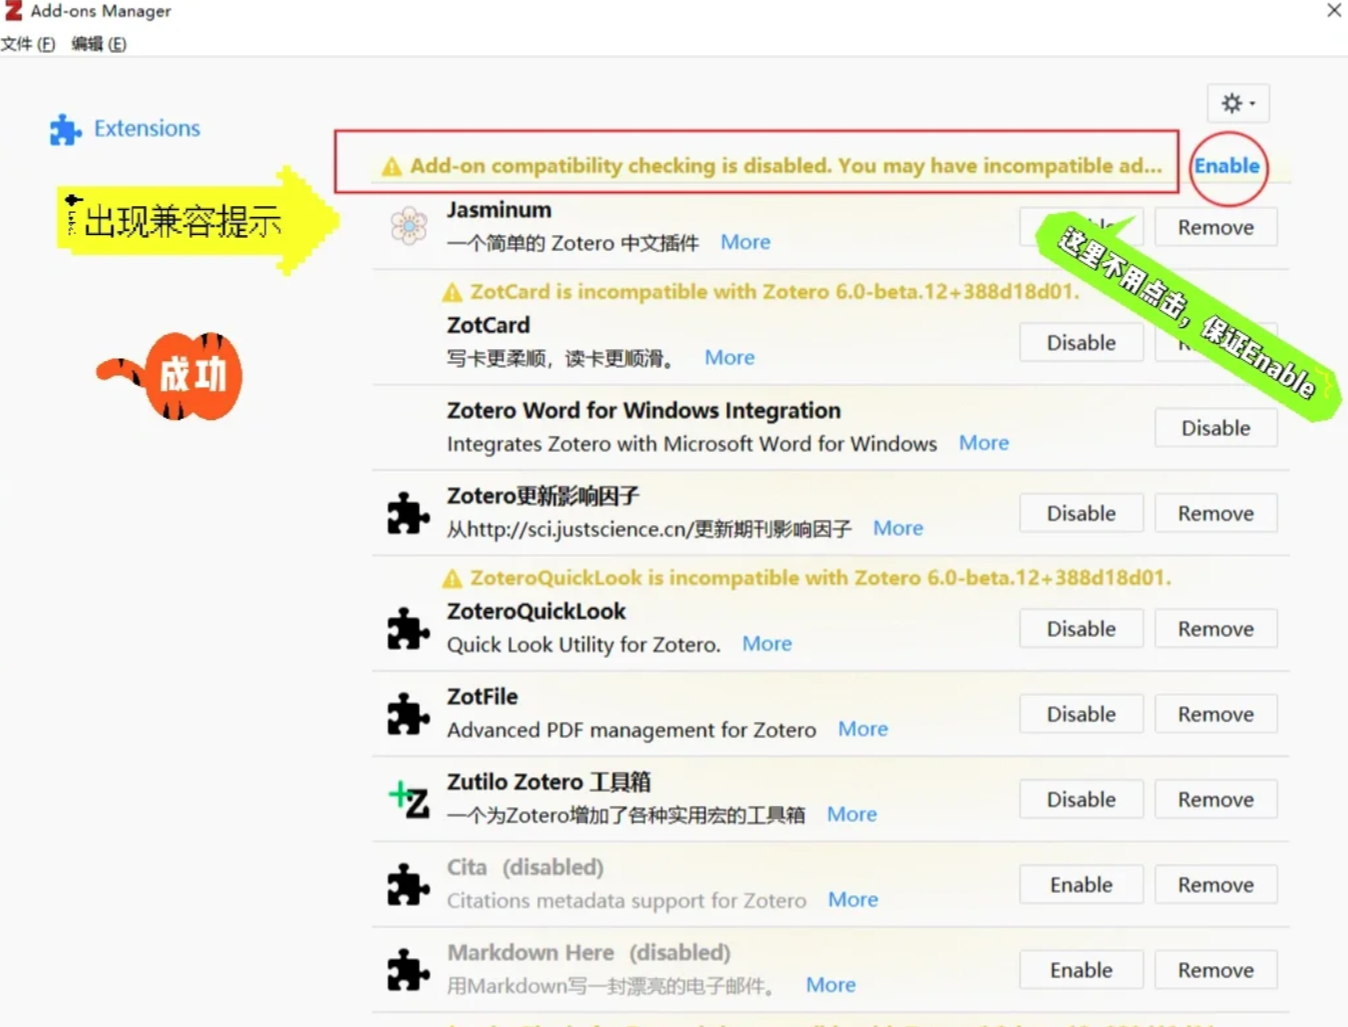 Add-ons Manager
文件 (F) 编辑 (E)
Extensions
Add-on compatibility checking is disabled. You may have incompatible ad... Enable
出现兼容提示
Jasminum
一个简单的 Zotero 中文插件 More
Remove
这里不用点击，保证Enable
ZotCard is incompatible with Zotero 6.0-beta.12+388d18d01.
ZotCard
写卡更柔顺，读卡更顺滑。 More
Disable
成功
Zotero Word for Windows Integration
Integrates Zotero with Microsoft Word for Windows More
Disable
Zotero更新影响因子
从http://sci.justscience.cn/更新期刊影响因子 More
Disable Remove
ZoteroQuickLook is incompatible with Zotero 6.0-beta.12+388d18d01.
ZoteroQuickLook
Quick Look Utility for Zotero. More
Disable Remove
ZotFile
Advanced PDF management for Zotero More
Disable Remove
Zutilo Zotero 工具箱
一个为Zotero增加了各种实用宏的工具箱 More
Disable Remove
Cita (disabled)
Citations metadata support for Zotero More
Enable Remove
Markdown Here (disabled)
用Markdown写一封漂亮的电子邮件。 More
Enable Remove